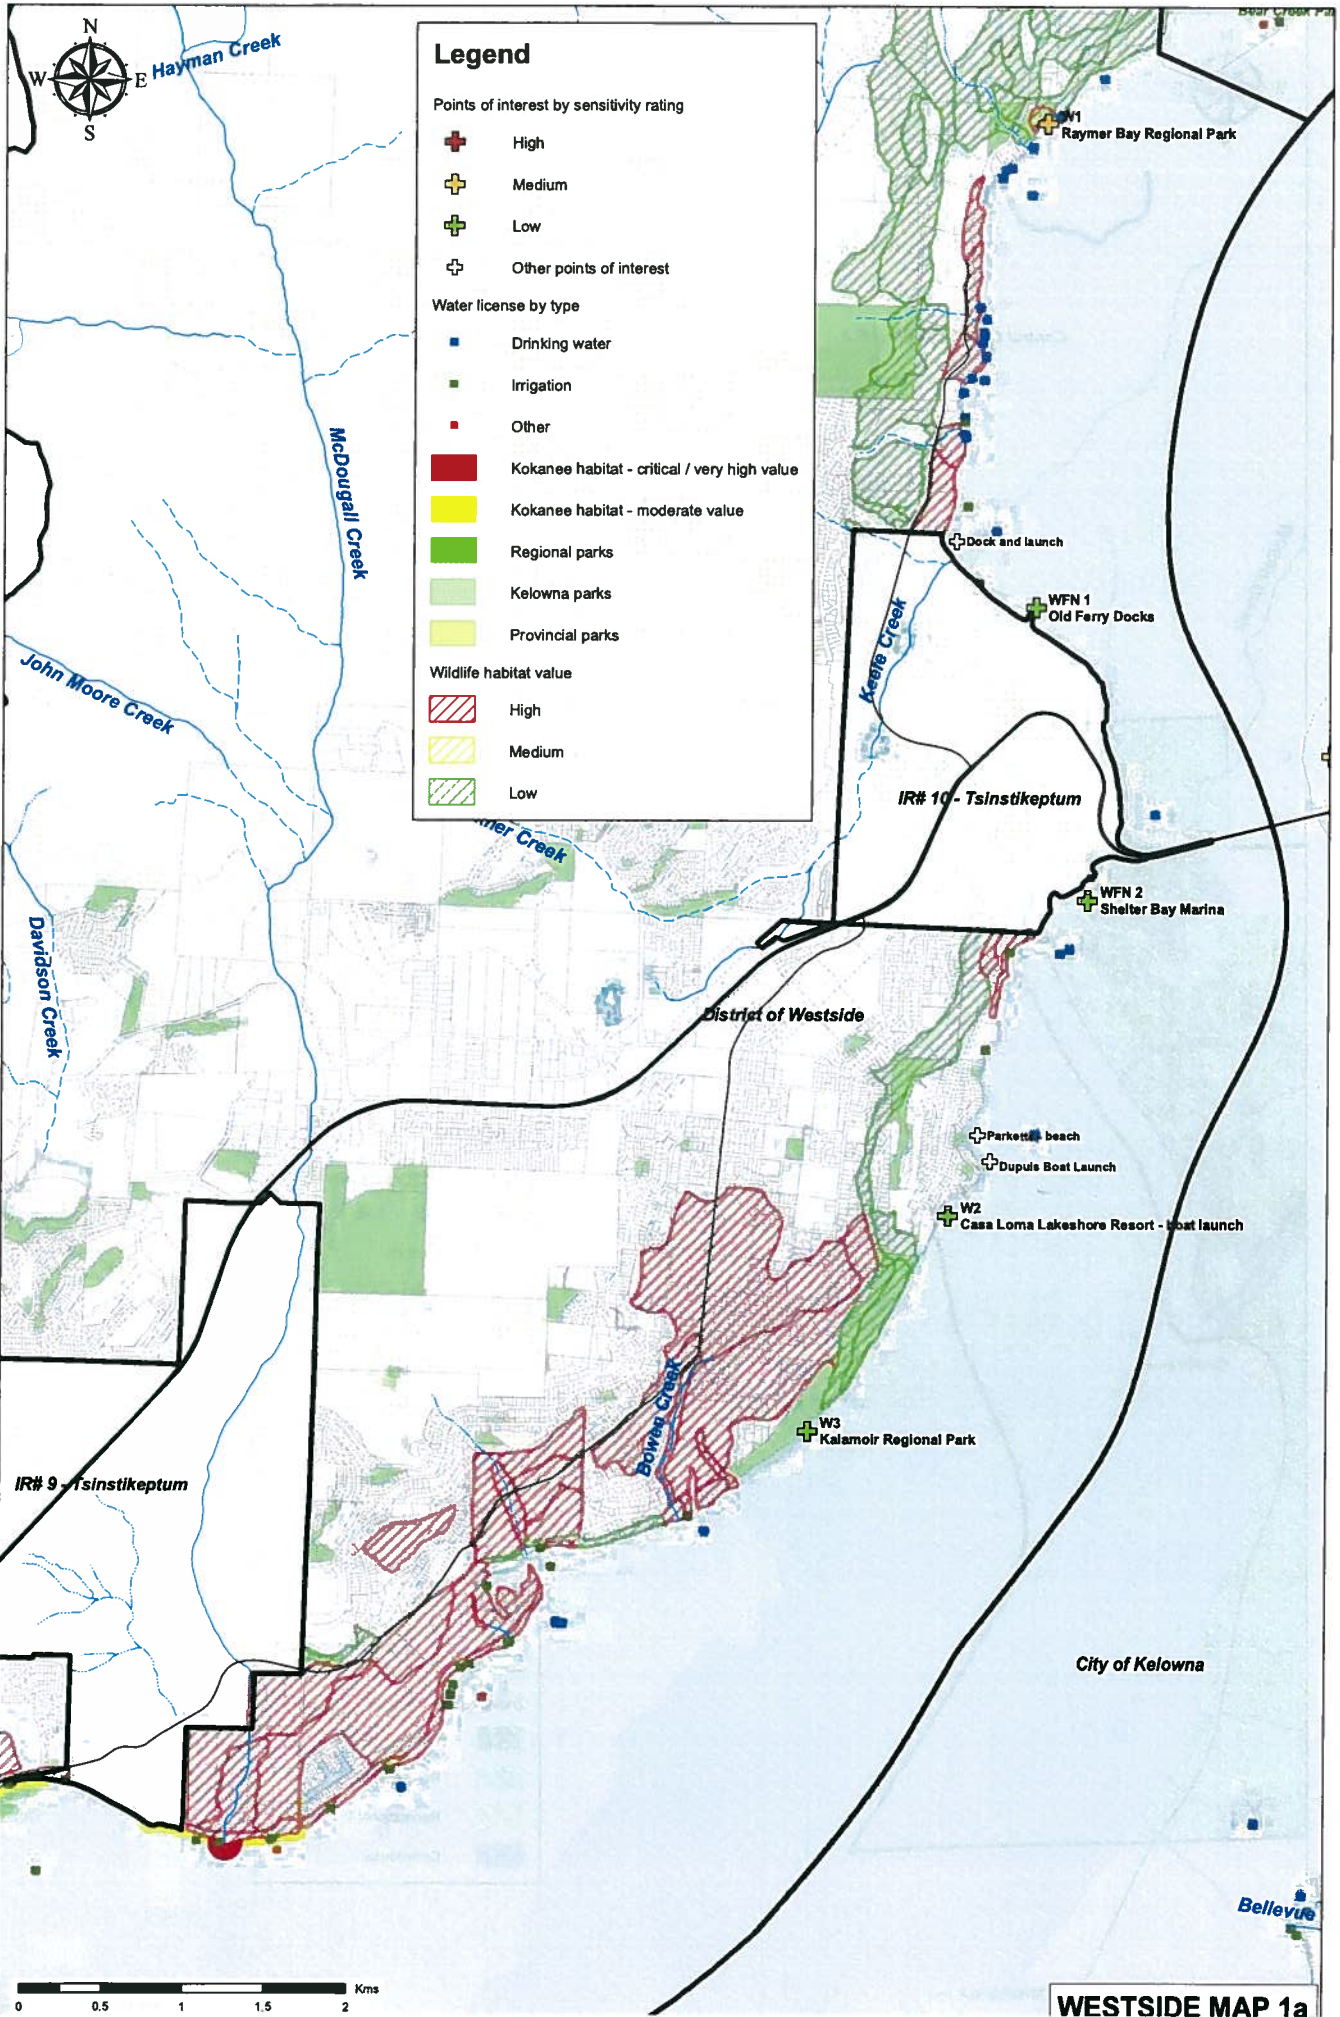 N
W
E
S
Hayman Creek
Legend
Points of interest by sensitivity rating
High
Medium
Low
Other points of interest
Water license by type
Drinking water
Irrigation
Other
Kokanee habitat - critical / very high value
Kokanee habitat - moderate value
Regional parks
Kelowna parks
Provincial parks
Wildlife habitat value
High
Medium
Low
Bear Creek
W1
Raymer Bay Regional Park
McDougall Creek
Dock and launch
WFN 1
Old Ferry Docks
Keefe Creek
John Moore Creek
IR# 10 - Tsinstikeptum
Creek
WFN 2
Shelter Bay Marina
Davidson Creek
District of Westside
beach
Dupuis Boat Launch
W2
Casa Loma Lakeshore Resort - boat launch
Bowen Creek
W3
Kalamoir Regional Park
IR# 9 - Tsinstikeptum
City of Kelowna
Bellevue
Kms
0 0.5 1 1.5 2
WESTSIDE MAP 1a